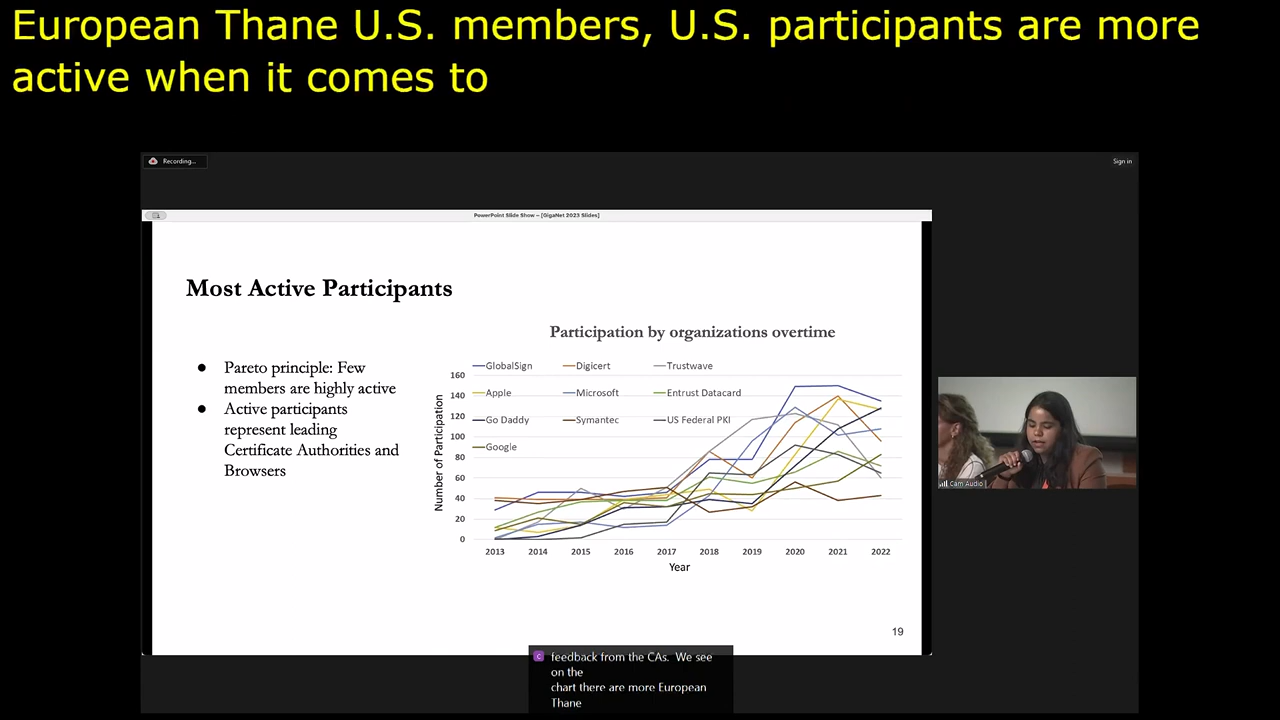 European Thane U.S. members, U.S. participants are more
active when it comes to
Recording...
Sign in
PowerPoint Slide Show – [GigaNet 2023 Slides]
Most Active Participants
● Pareto principle: Few
members are highly active
● Active participants
represent leading
Certificate Authorities and
Browsers
Participation by organizations overtime
GlobalSign Digicert Trustwave
Apple Microsoft Entrust Datacard
Go Daddy Symantec US Federal PKI
Google
Number of Participation
160
140
120
100
80
60
40
20
0
2013 2014 2015 2016 2017 2018 2019 2020 2021 2022
Year
19
Cam Audio
C feedback from the CAs. We see
on the
chart there are more European
Thane